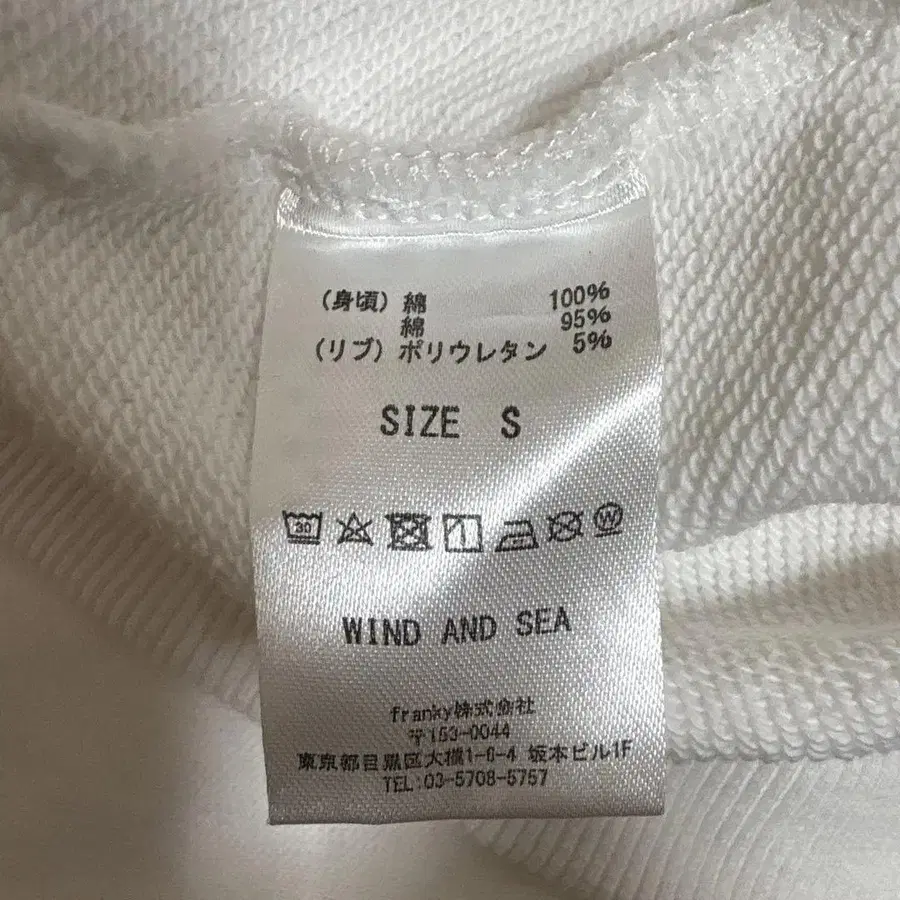 (身頃) 綿 100%
綿 95%
(リブ) ポリウレタン 5%
SIZE S
30
W
WIND AND SEA
franky株式会社
〒153-0044
東京都目黒区大橋1-6-4 坂本ビル1F
TEL:03-5708-5757